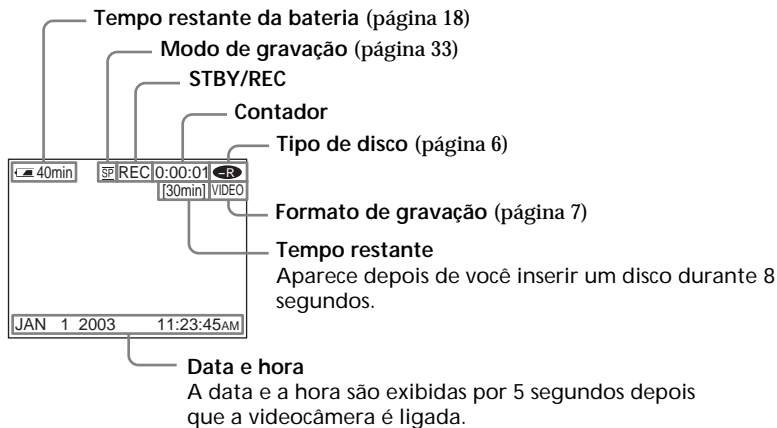 Tempo restante da bateria (página 18)
Modo de gravação (página 33)
STBY/REC
Contador
Tipo de disco (página 6)
40min SP REC 0:00:01 -R
[30min] VIDEO
Formato de gravação (página 7)
Tempo restante
Aparece depois de você inserir um disco durante 8
segundos.
JAN 1 2003 11:23:45AM
Data e hora
A data e a hora são exibidas por 5 segundos depois
que a videocâmera é ligada.